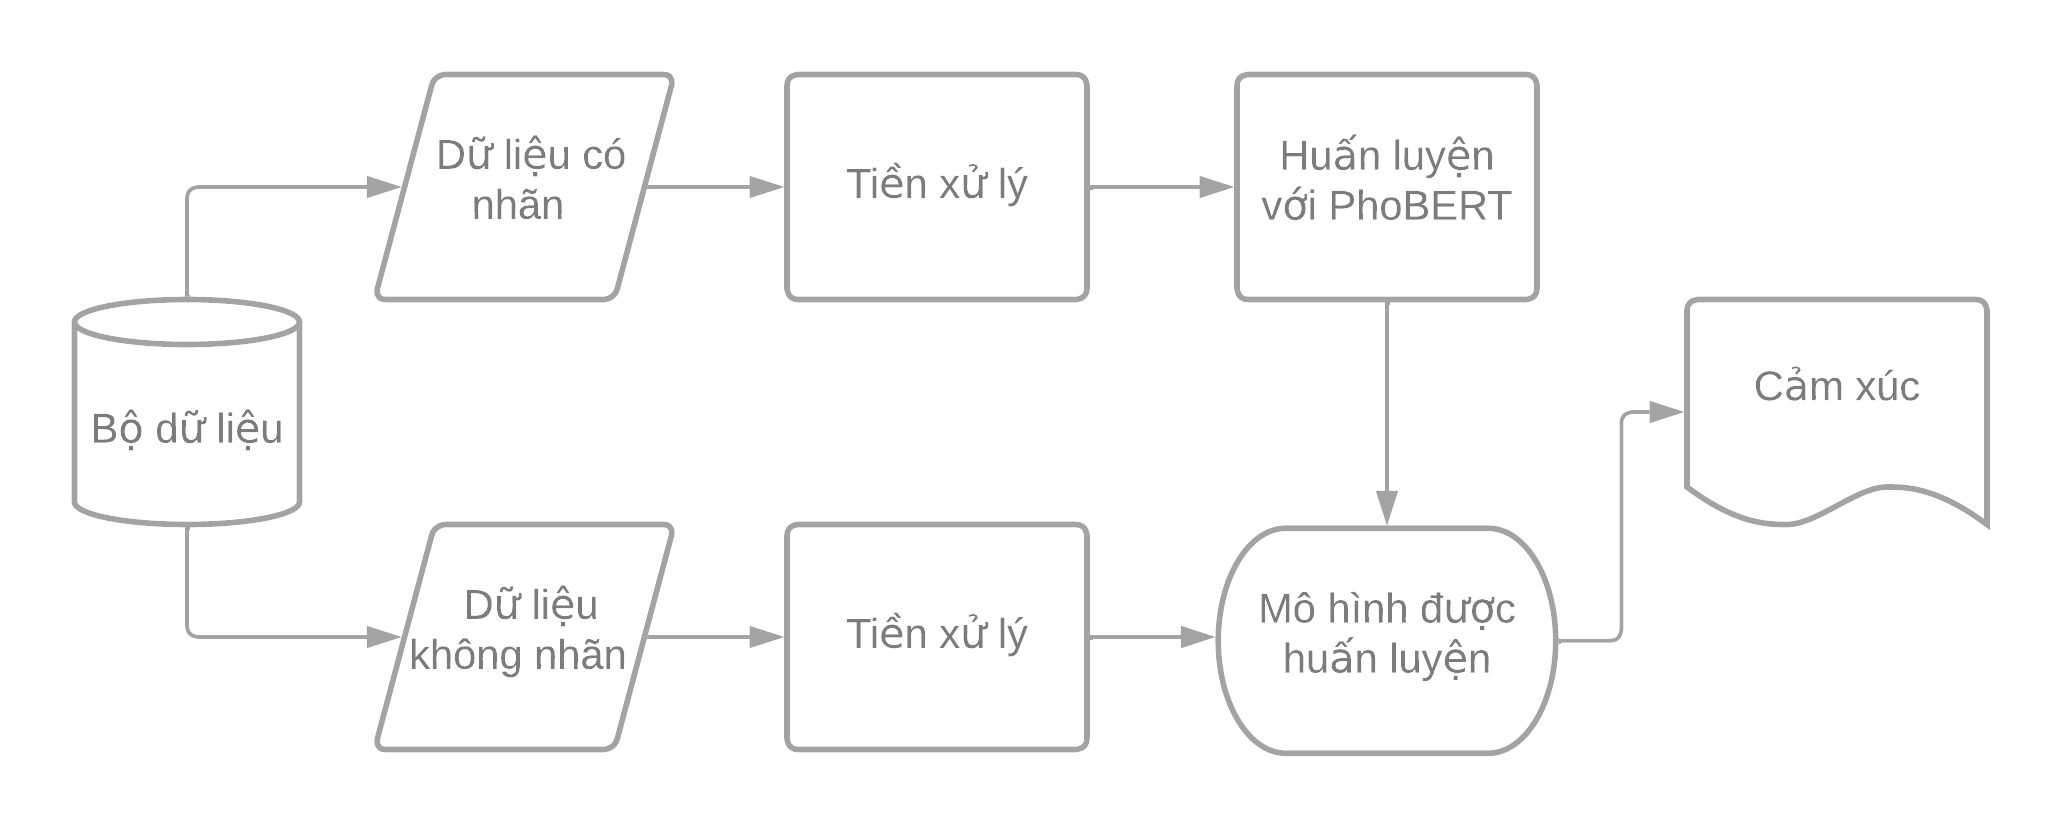 Dữ liệu có
nhãn
Tiền xử lý
Huấn luyện
với PhoBERT
Bộ dữ liệu
Cảm xúc
Dữ liệu
không nhãn
Tiền xử lý
Mô hình được
huấn luyện